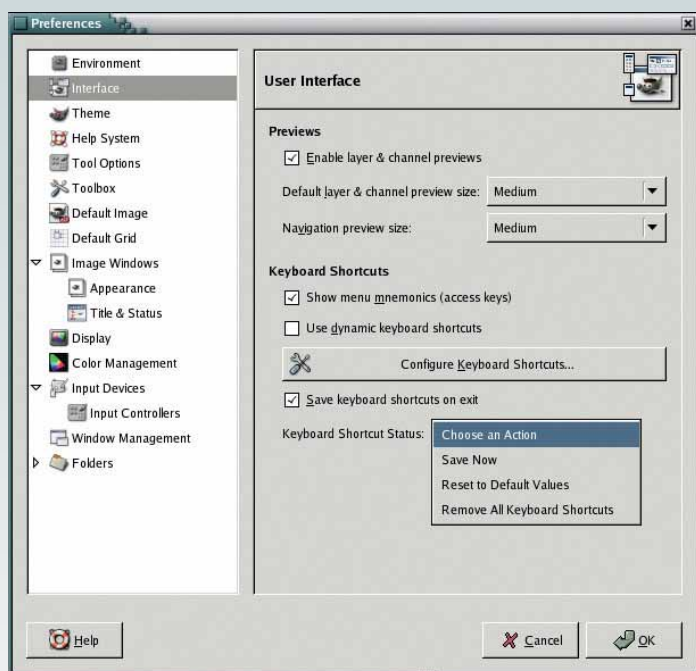 Preferences
Environment
Interface
Theme
Help System
Tool Options
Toolbox
Default Image
Default Grid
Image Windows
Appearance
Title & Status
Display
Color Management
Input Devices
Input Controllers
Window Management
Folders
User Interface
Previews
Enable layer & channel previews
Default layer & channel preview size: Medium
Navigation preview size: Medium
Keyboard Shortcuts
Show menu mnemonics (access keys)
Use dynamic keyboard shortcuts
Configure Keyboard Shortcuts...
Save keyboard shortcuts on exit
Keyboard Shortcut Status: Choose an Action
Save Now
Reset to Default Values
Remove All Keyboard Shortcuts
Help
Cancel
OK